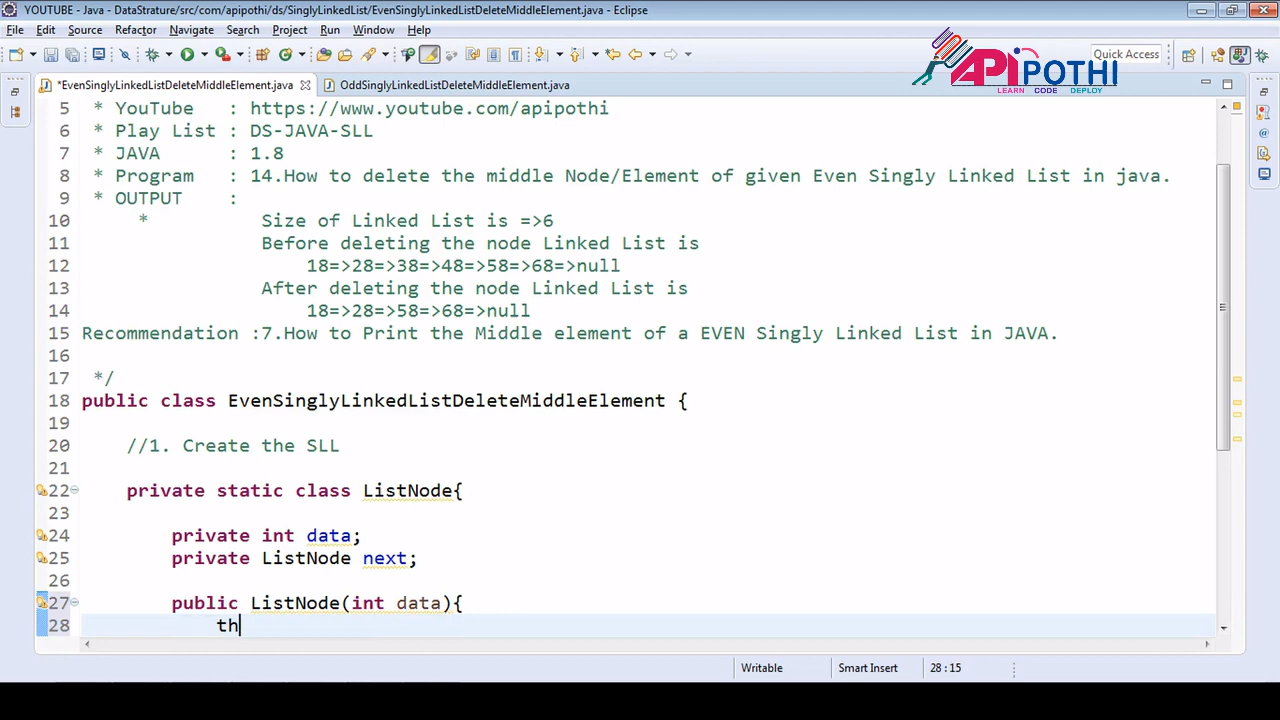 YOUTUBE - Java - DataStrature/src/com/apipothi/ds/SinglyLinkedList/EvenSinglyLinkedListDeleteMiddleElement.java - Eclipse
File Edit Source Refactor Navigate Search Project Run Window Help
Quick Access
APiPOTHI
LEARN CODE DEPLOY
*EvenSinglyLinkedListDeleteMiddleElement.java OddSinglyLinkedListDeleteMiddleElement.java
5 * YouTube : https://www.youtube.com/apipothi
6 * Play List : DS-JAVA-SLL
7 * JAVA : 1.8
8 * Program : 14.How to delete the middle Node/Element of given Even Singly Linked List in java.
9 * OUTPUT :
10 * Size of Linked List is =>6
11 Before deleting the node Linked List is
12 18=>28=>38=>48=>58=>68=>null
13 After deleting the node Linked List is
14 18=>28=>58=>68=>null
15 Recommendation :7.How to Print the Middle element of a EVEN Singly Linked List in JAVA.
16
17 */
18 public class EvenSinglyLinkedListDeleteMiddleElement {
19
20 //1. Create the SLL
21
22 private static class ListNode{
23
24 private int data;
25 private ListNode next;
26
27 public ListNode(int data){
28 th
Writable Smart Insert 28 : 15